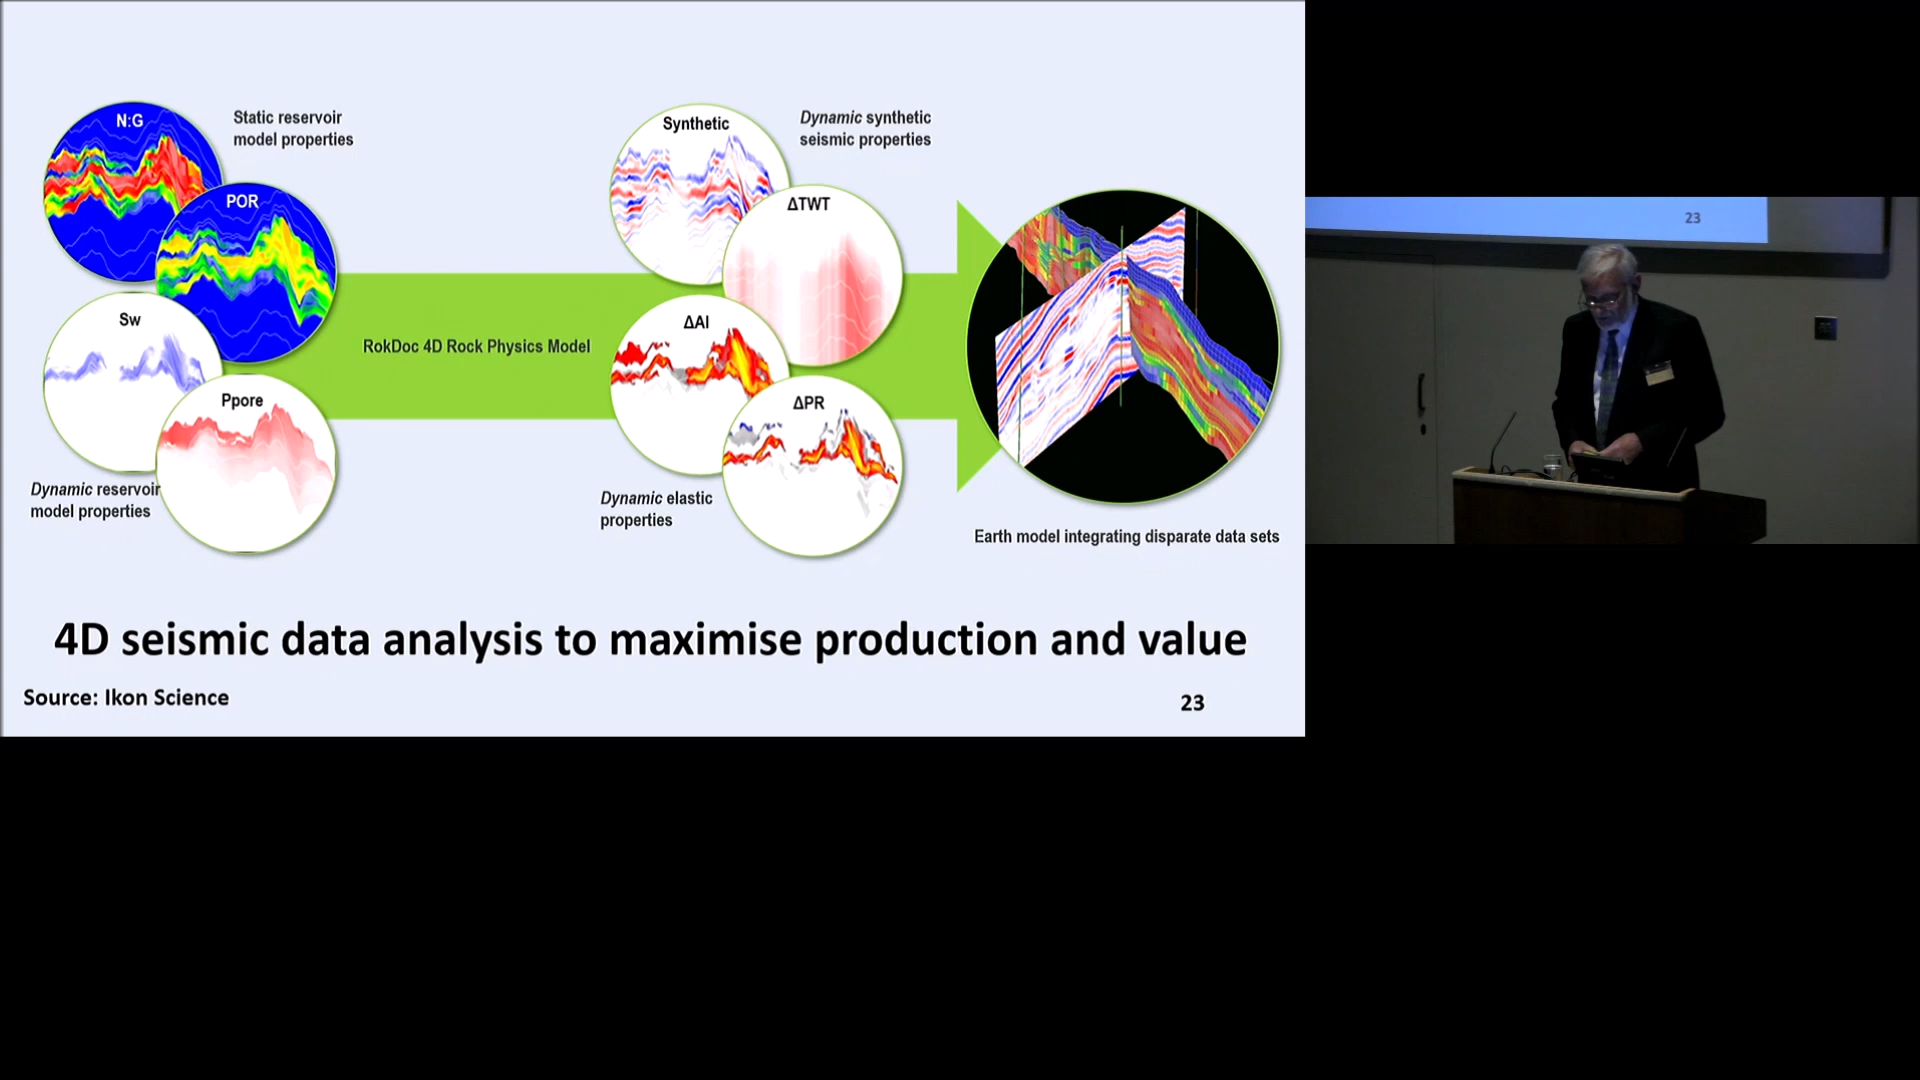 N:G
Static reservoir
model properties
POR
Sw
Ppore
Dynamic reservoir
model properties
RokDoc 4D Rock Physics Model
Synthetic
Dynamic synthetic
seismic properties
ΔTWT
ΔAI
ΔPR
Dynamic elastic
properties
Earth model integrating disparate data sets
4D seismic data analysis to maximise production and value
Source: Ikon Science
23
23